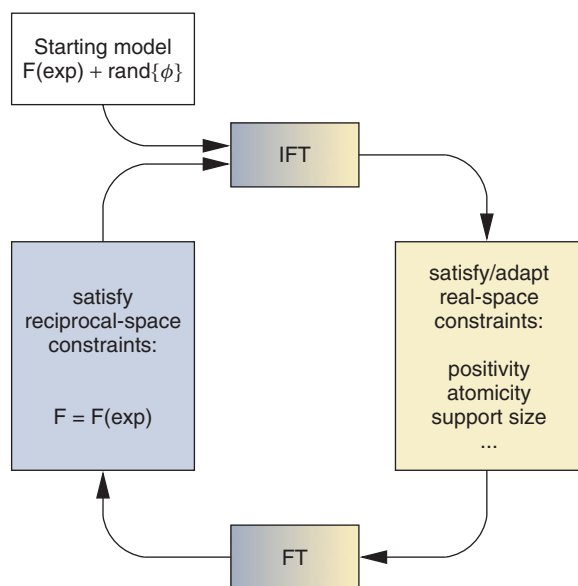 Starting model
F(exp) + rand{ϕ}
IFT
satisfy
reciprocal-space
constraints:
F = F(exp)
satisfy/adapt
real-space
constraints:
positivity
atomicity
support size
...
FT